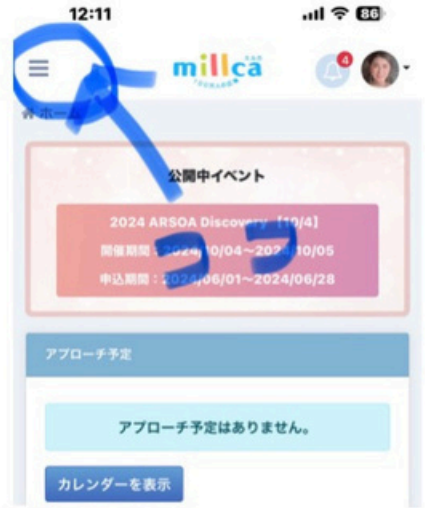 12:11
86
millca
4
ホーム
公開中イベント
2024 ARSOA Discovery 【10/4】
開催期間:2024/10/04～2024/10/05
申込期間:2024/06/01～2024/06/28
ココ
アプローチ予定
アプローチ予定はありません。
カレンダーを表示